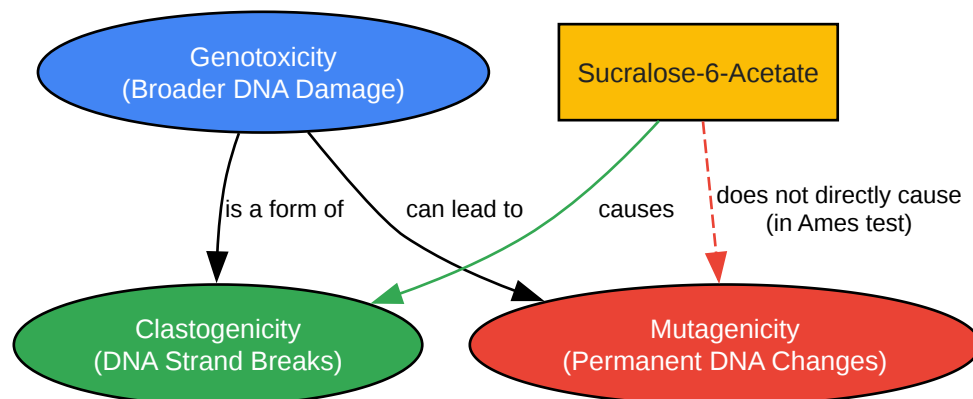 Genotoxicity
(Broader DNA Damage)
Sucralose-6-Acetate
is a form of
can lead to
causes
does not directly cause
(in Ames test)
Clastogenicity
(DNA Strand Breaks)
Mutagenicity
(Permanent DNA Changes)